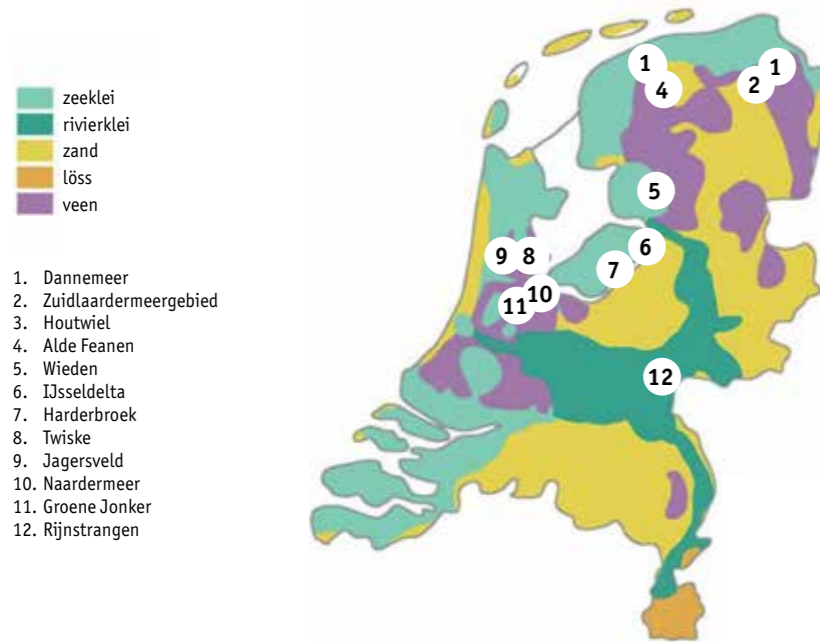 zeeklei
rivierklei
zand
löss
veen
1. Dannemeer
2. Zuidlaardermeergebied
3. Houtwiel
4. Alde Feanen
5. Wieden
6. IJsseldelta
7. Harderbroek
8. Twiske
9. Jagersveld
10. Naardermeer
11. Groene Jonker
12. Rijnstrangen
1
1
4
2
5
6
9
8
7
10
11
12